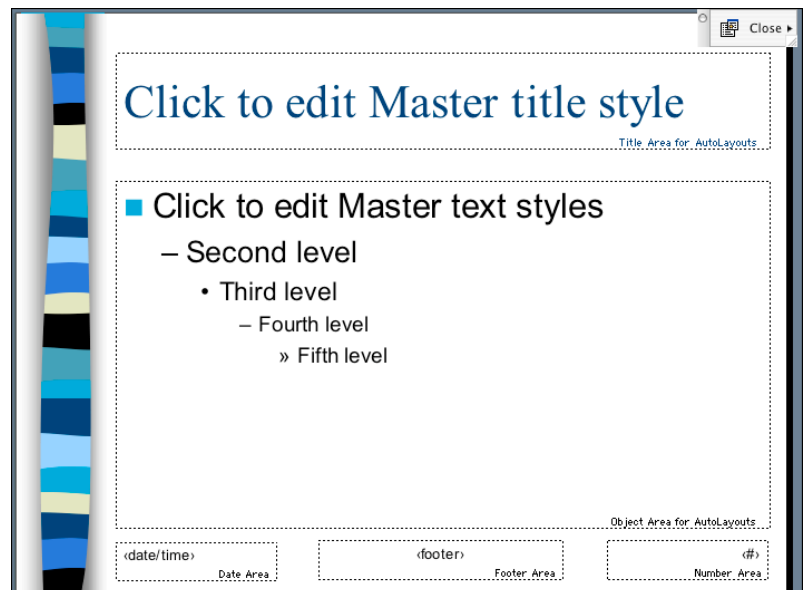 Close
Click to edit Master title style
Title Area for AutoLayouts
Click to edit Master text styles
– Second level
• Third level
– Fourth level
» Fifth level
Object Area for AutoLayouts
‹date/time›
Date Area
‹footer›
Footer Area
‹#›
Number Area